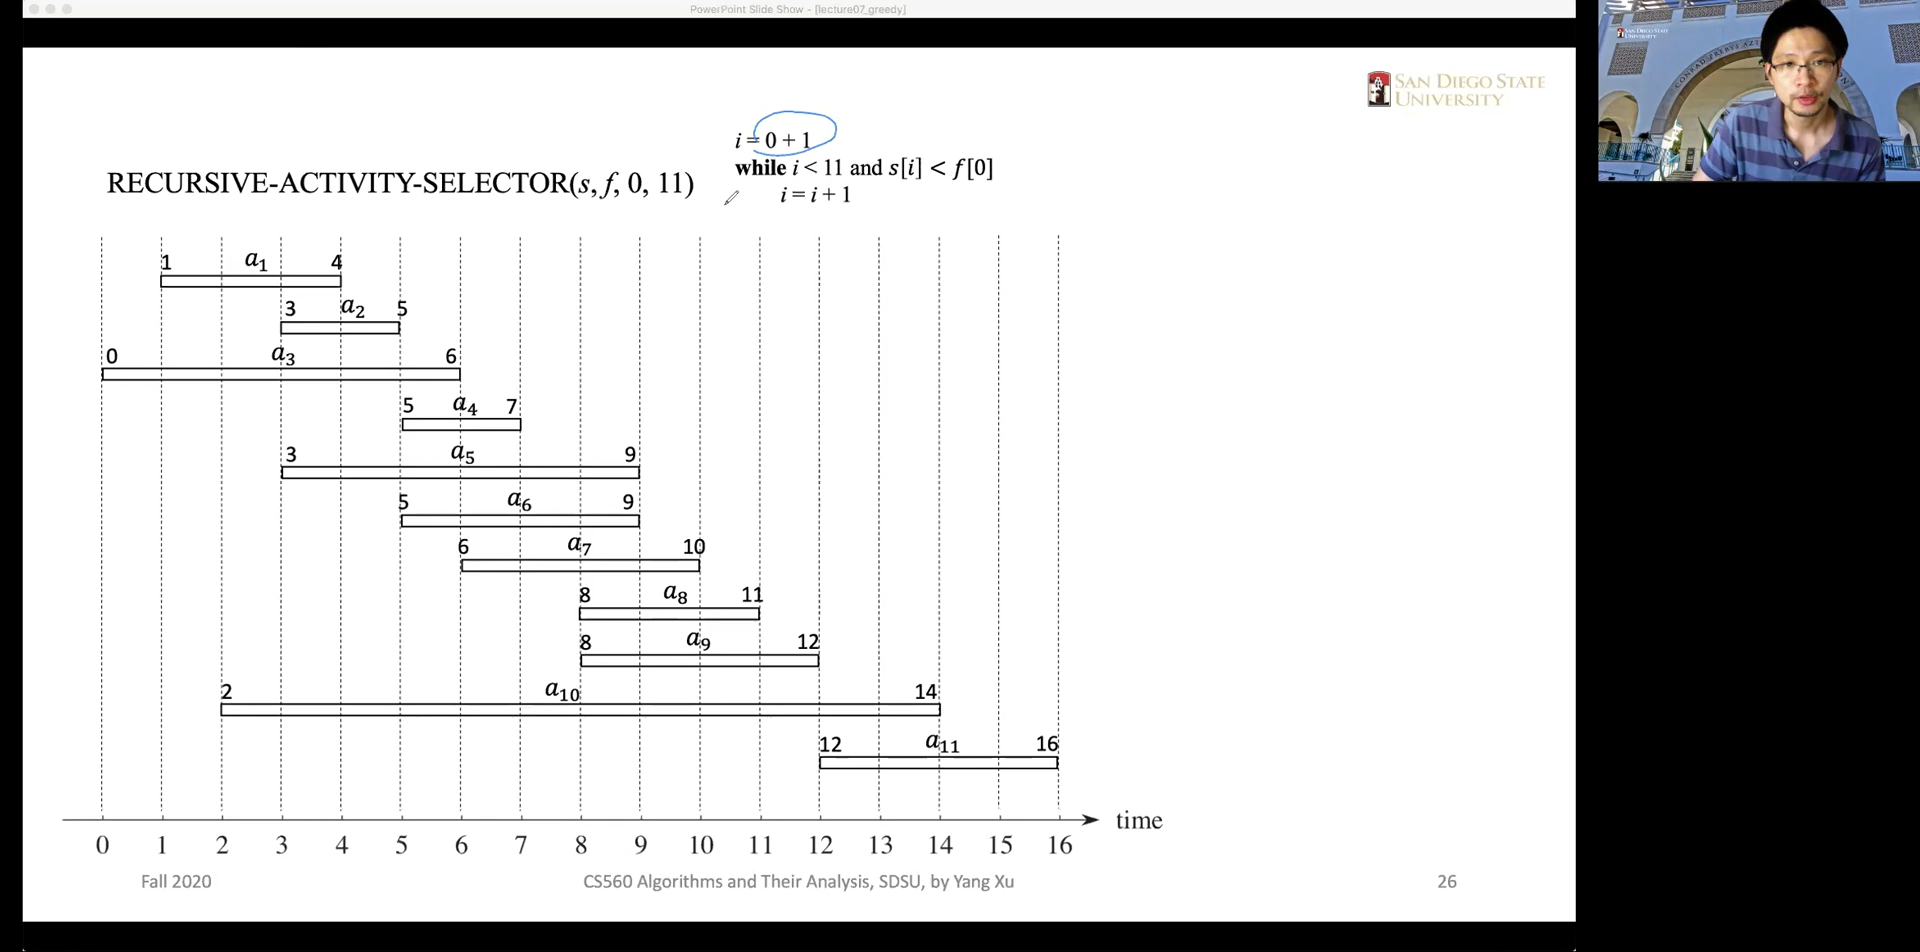 PowerPoint Slide Show - [lecture07_greedy]
SAN DIEGO STATE
UNIVERSITY
SAN DIEGO STATE
UNIVERSITY
i = 0 + 1
while i < 11 and s[i] < f[0]
i = i + 1
RECURSIVE-ACTIVITY-SELECTOR(s, f, 0, 11)
1 a₁ 4
3 a₂ 5
0 a₃ 6
5 a₄ 7
3 a₅ 9
5 a₆ 9
6 a₇ 10
8 a₈ 11
8 a₉ 12
2 a₁₀ 14
12 a₁₁ 16
time
0 1 2 3 4 5 6 7 8 9 10 11 12 13 14 15 16
Fall 2020 CS560 Algorithms and Their Analysis, SDSU, by Yang Xu 26